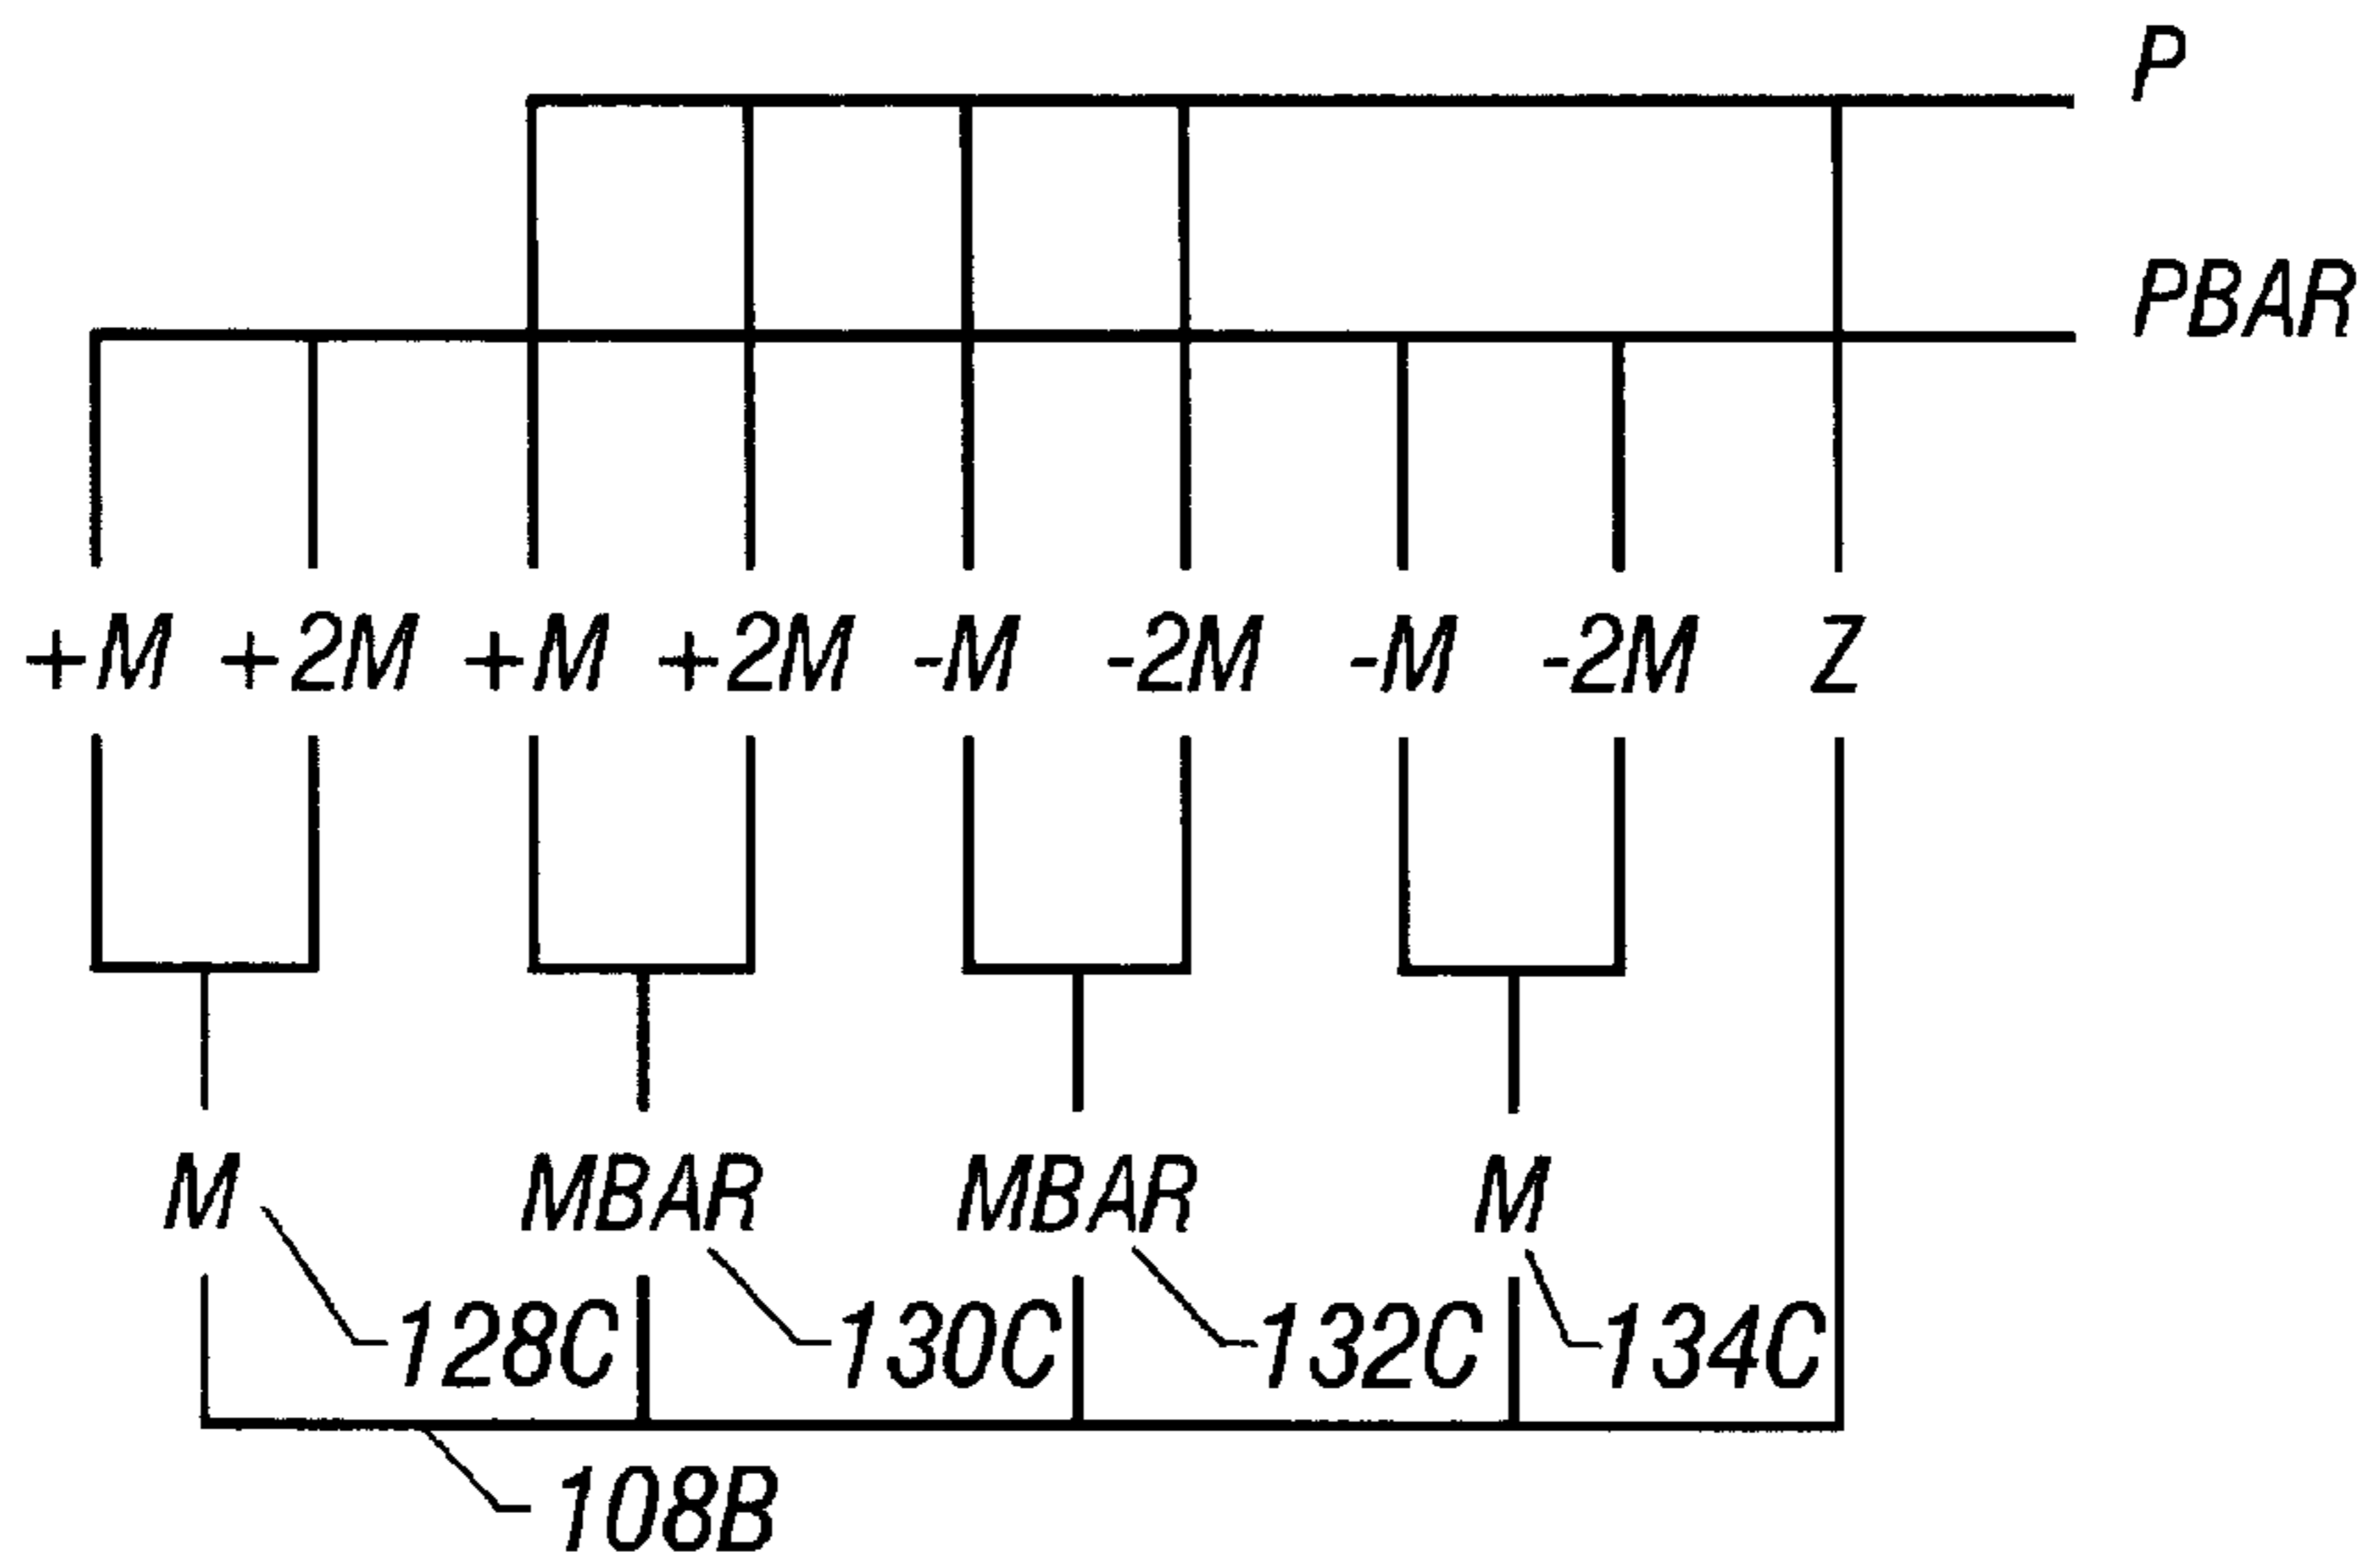 P
PBAR
+M +2M +M +2M -M -2M -M -2M Z
M MBAR MBAR M
128C 130C 132C 134C
108B